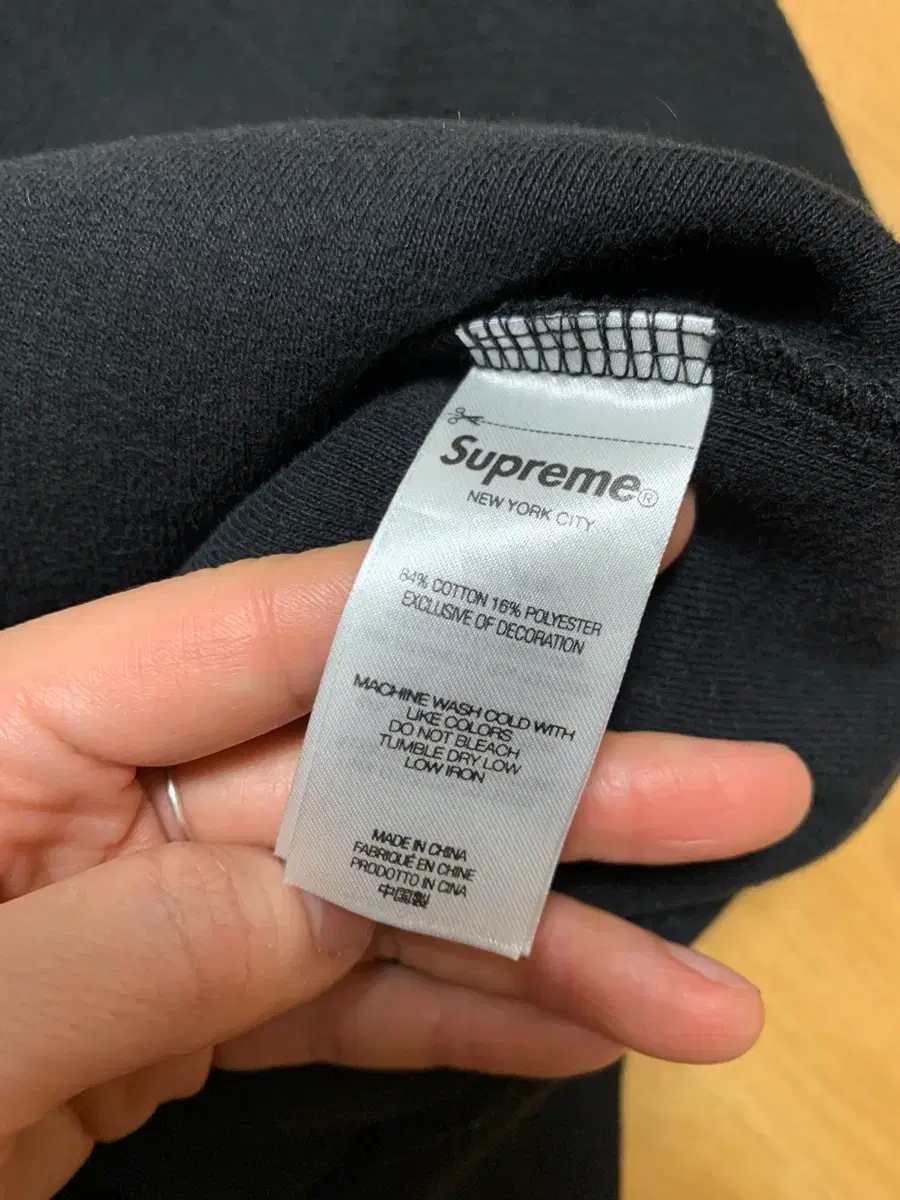 Supreme®
NEW YORK CITY
84% COTTON 16% POLYESTER
EXCLUSIVE OF DECORATION
MACHINE WASH COLD WITH
LIKE COLORS
DO NOT BLEACH
TUMBLE DRY LOW
LOW IRON
MADE IN CHINA
FABRIQUÉ EN CHINE
PRODOTTO IN CINA
中国製